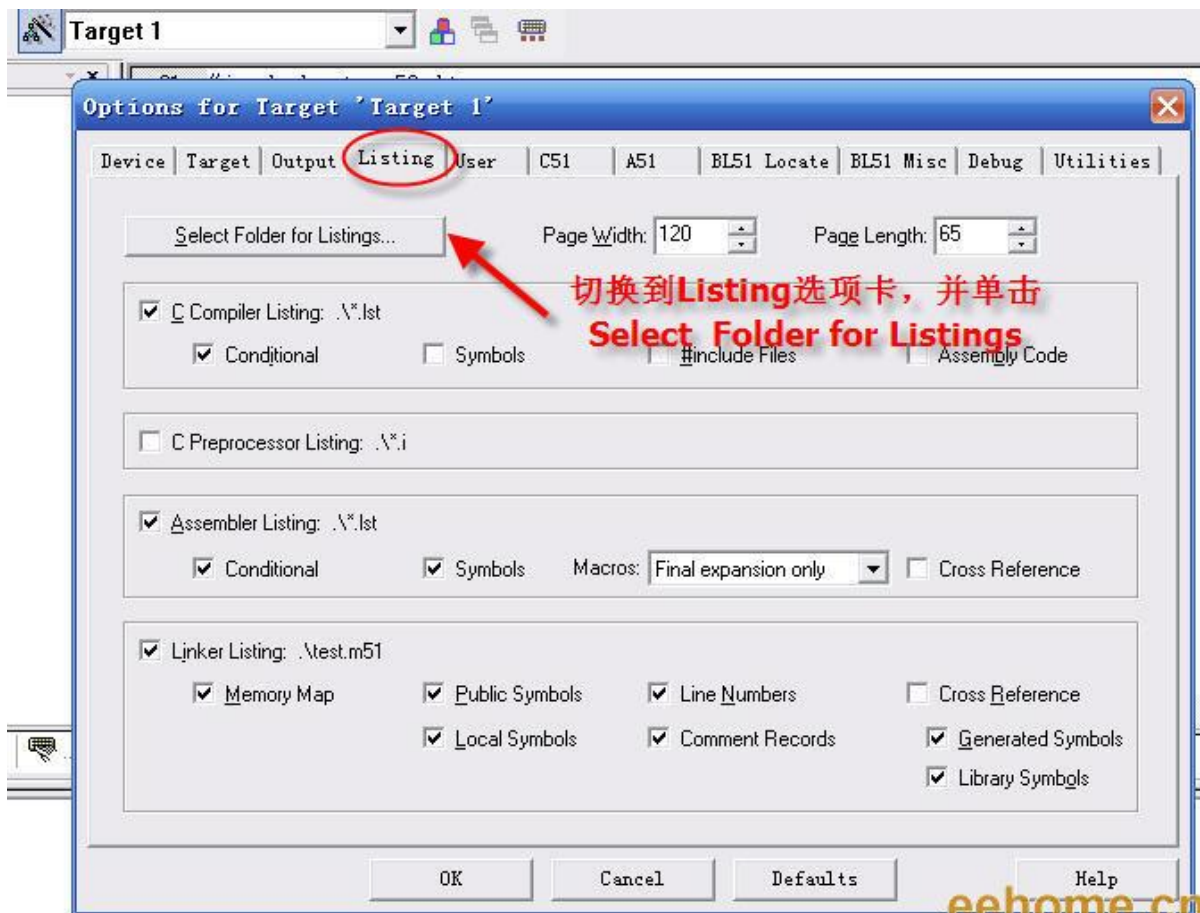 Target 1
Options for Target 'Target 1'
Device Target Output Listing User C51 A51 BL51 Locate BL51 Misc Debug Utilities
Select Folder for Listings... Page Width: 120 Page Length: 65
切换到Listing选项卡，并单击
Select Folder for Listings
C Compiler Listing: .\*.lst
Conditional Symbols #include Files Assembly Code
C Preprocessor Listing: .\*.i
Assembler Listing: .\*.lst
Conditional Symbols Macros: Final expansion only Cross Reference
Linker Listing: .\test.m51
Memory Map Public Symbols Line Numbers Cross Reference
Local Symbols Comment Records Generated Symbols
Library Symbols
OK Cancel Defaults Help
eehome.cn